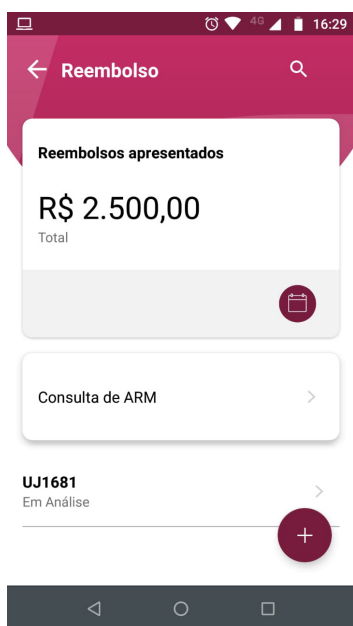 4G 16:29
Reembolso
Reembolsos apresentados
R$ 2.500,00
Total
Consulta de ARM
UJ1681
Em Análise